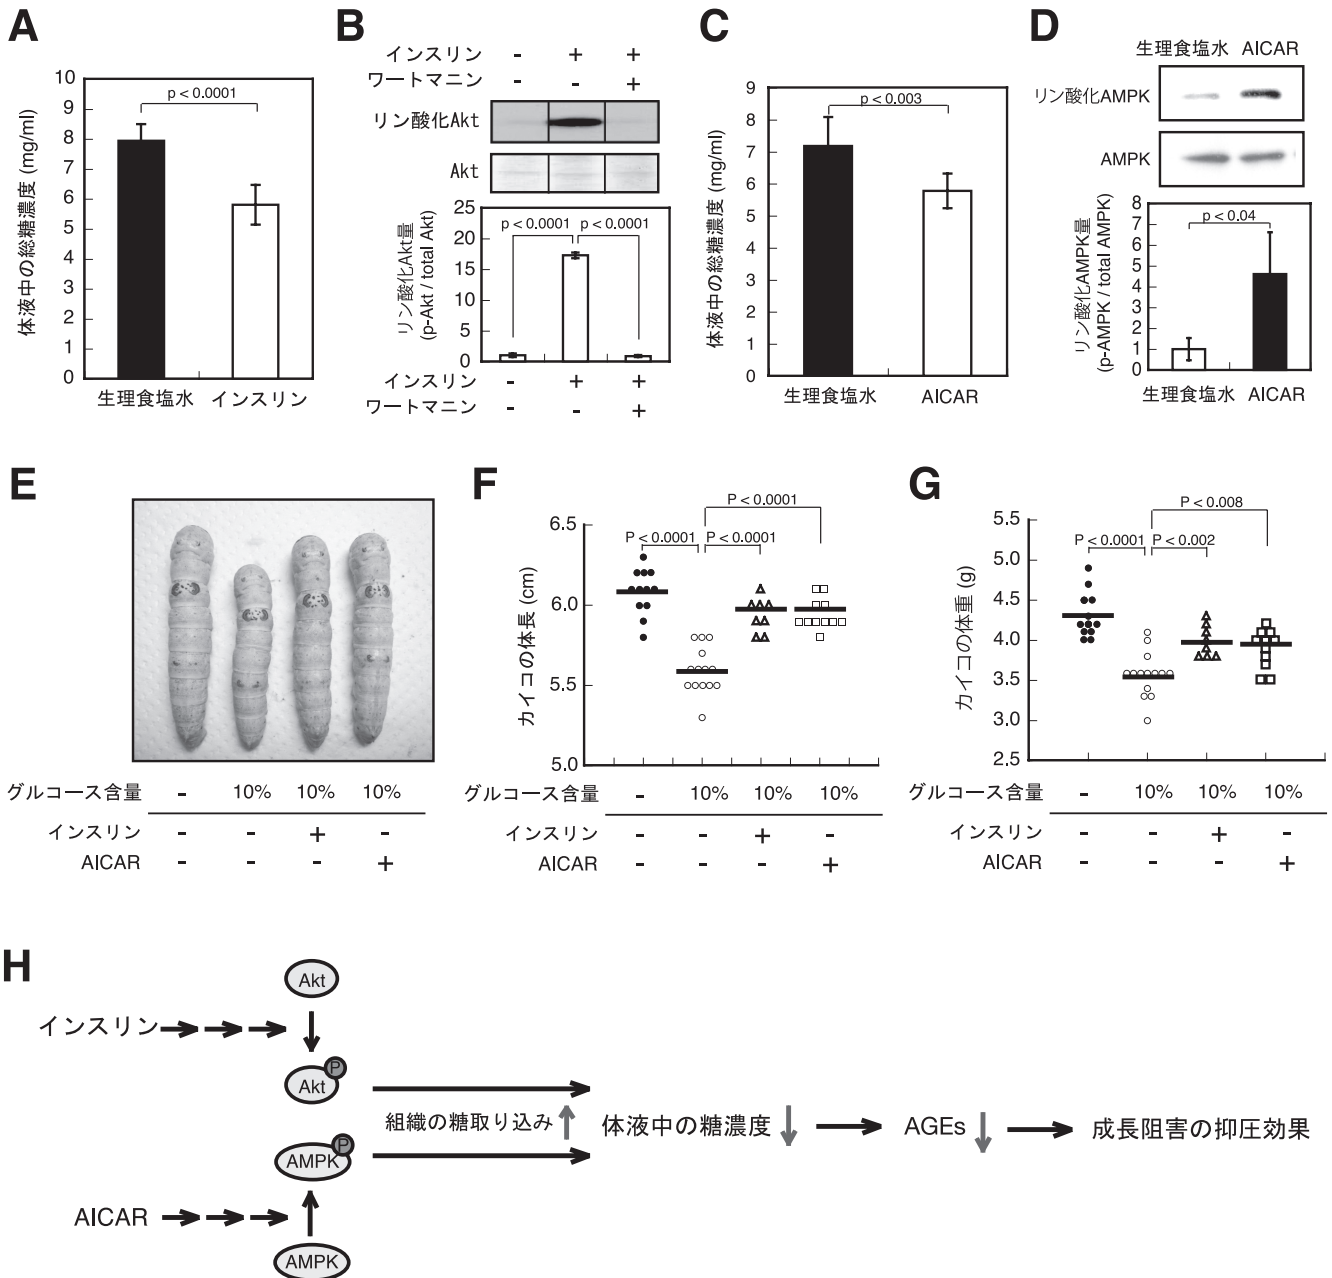 A
体液中の総糖濃度 (mg/ml)
10
9
8
7
6
5
4
3
2
1
0
p < 0.0001
生理食塩水 インスリン
B
インスリン - + +
ワートマニン - - +
リン酸化Akt
Akt
リン酸化Akt量
(p-Akt / total Akt)
25
20
15
10
5
0
p < 0.0001 p < 0.0001
インスリン - + +
ワートマニン - - +
C
体液中の総糖濃度 (mg/ml)
9
8
7
6
5
4
3
2
1
0
p < 0.003
生理食塩水 AICAR
D
生理食塩水 AICAR
リン酸化AMPK
AMPK
リン酸化AMPK量
(p-AMPK / total AMPK)
8
7
6
5
4
3
2
1
0
p < 0.04
生理食塩水 AICAR
E
グルコース含量 - 10% 10% 10%
インスリン - - + -
AICAR - - - +
F
カイコの体長 (cm)
6.5
6.0
5.5
5.0
P < 0.0001
P < 0.0001 P < 0.0001
グルコース含量 - 10% 10% 10%
インスリン - - + -
AICAR - - - +
G
カイコの体重 (g)
5.5
5.0
4.5
4.0
3.5
3.0
2.5
P < 0.008
P < 0.0001 P < 0.002
グルコース含量 - 10% 10% 10%
インスリン - - + -
AICAR - - - +
H
Akt
インスリン
Akt P
組織の糖取り込み 体液中の糖濃度 AGEs 成長阻害の抑圧効果
AMPK P
AICAR
AMPK